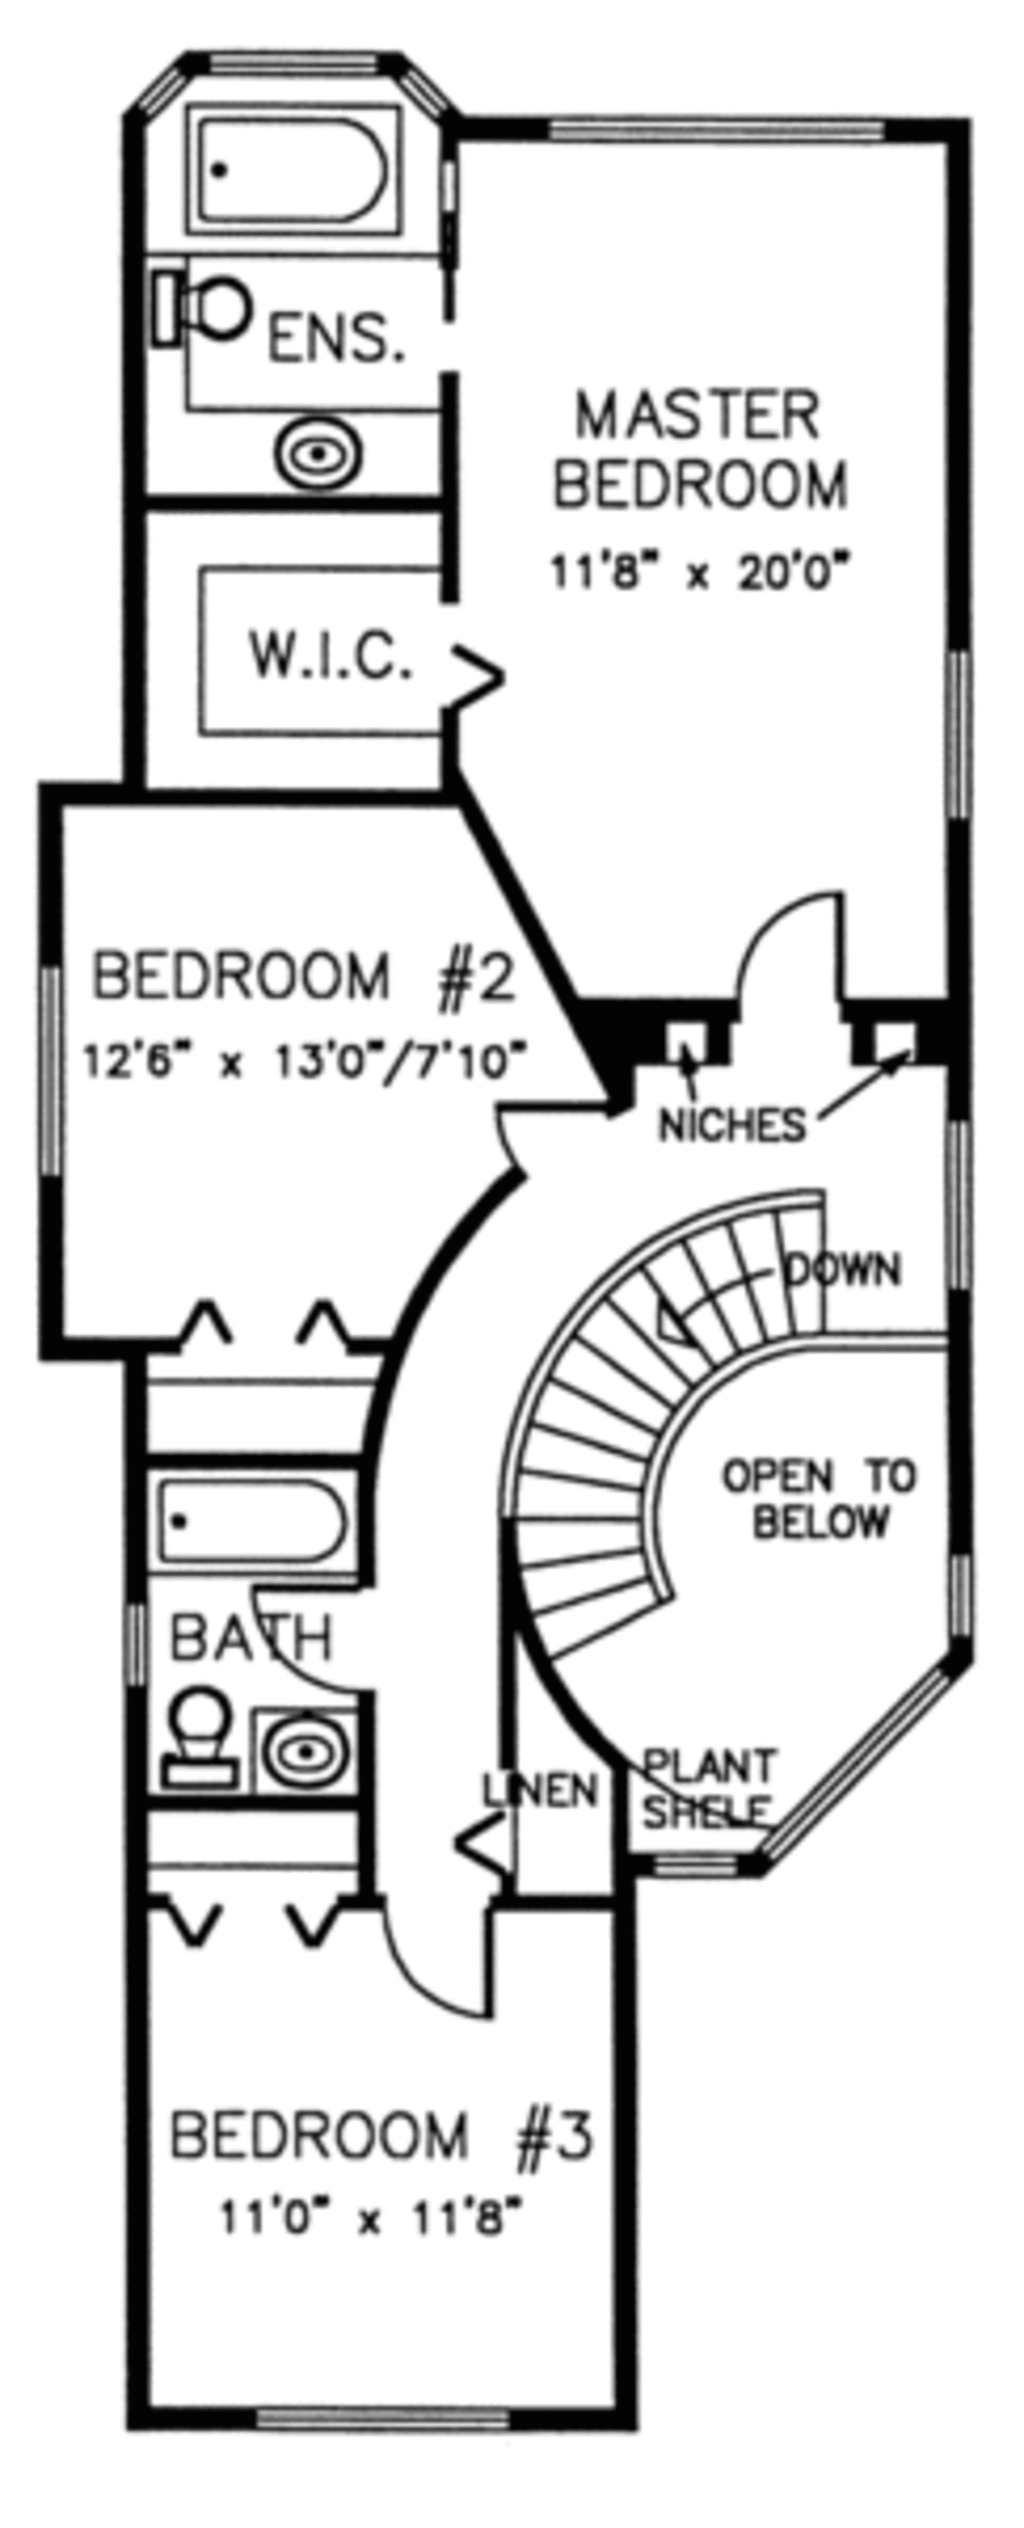 ENS.
MASTER
BEDROOM
11'8" x 20'0"
W.I.C.
BEDROOM #2
12'6" x 13'0"/7'10"
NICHES
DOWN
OPEN TO
BELOW
BATH
PLANT
SHELF
LINEN
BEDROOM #3
11'0" x 11'8"